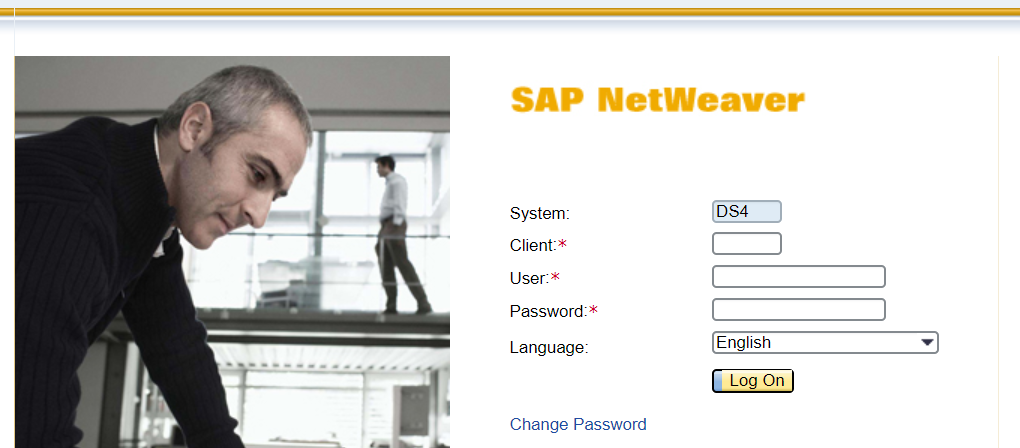 SAP NetWeaver
System: DS4
Client:*
User:*
Password:*
Language: English
Log On
Change Password